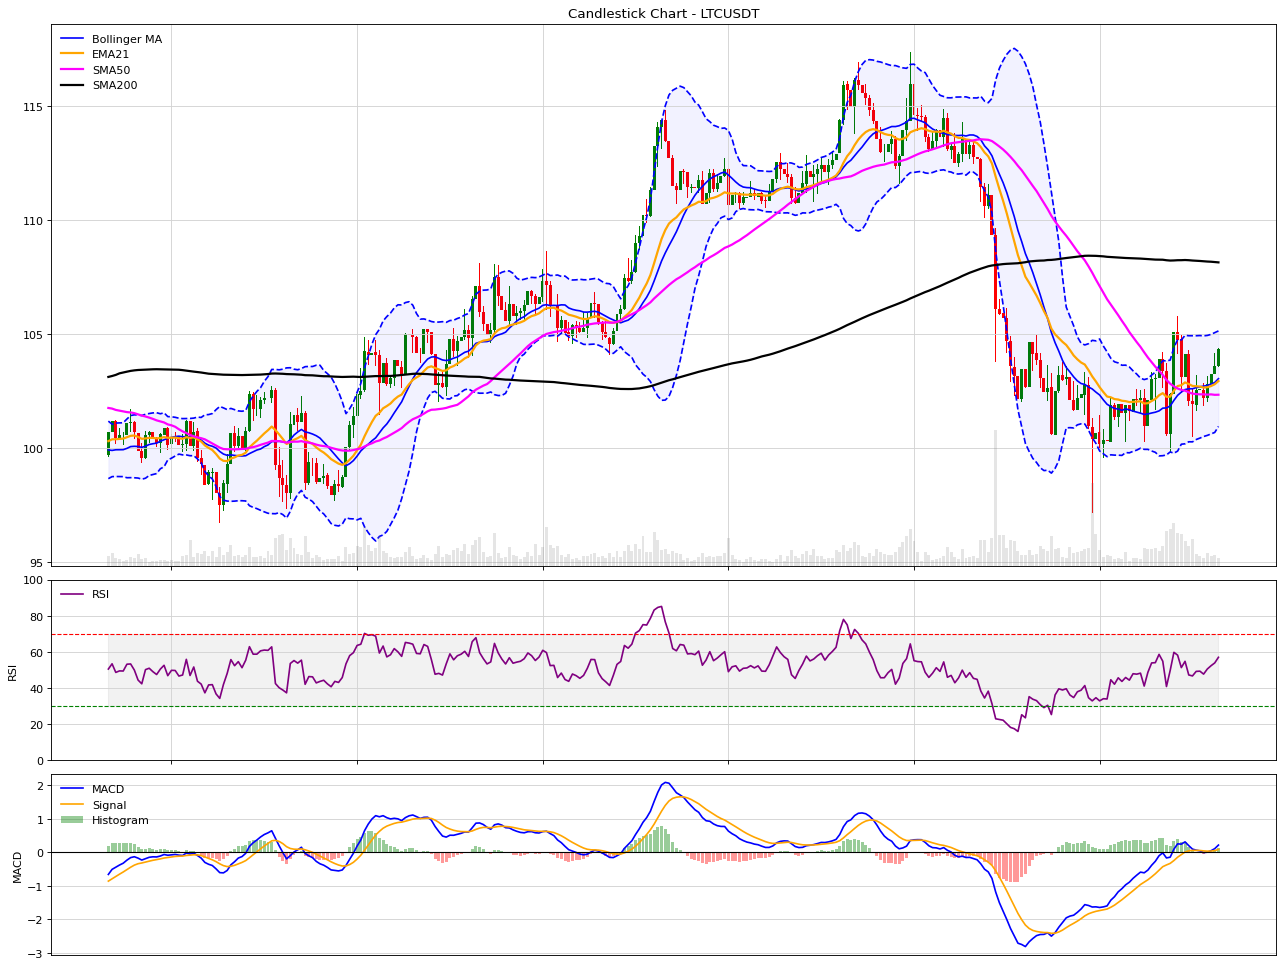 Candlestick Chart - LTCUSDT
Bollinger MA
EMA21
SMA50
SMA200
115
110
105
100
95
100
80
60
40
20
0
RSI
RSI
2
1
0
−1
−2
−3
MACD
MACD
Signal
Histogram